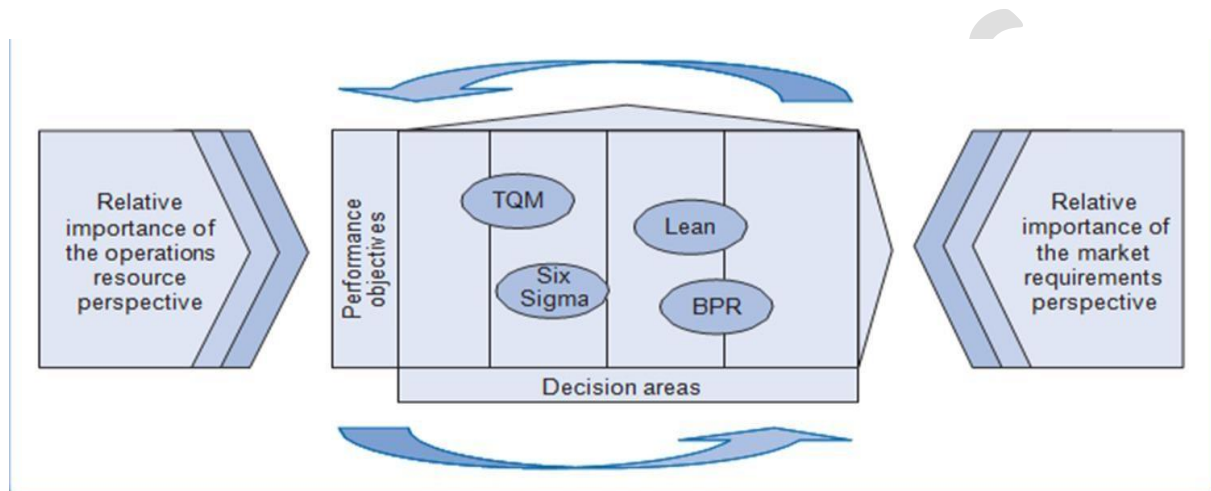 Relative
importance of
the operations
resource
perspective
Performance
objectives
TQM
Six
Sigma
Lean
BPR
Decision areas
Relative
importance of
the market
requirements
perspective